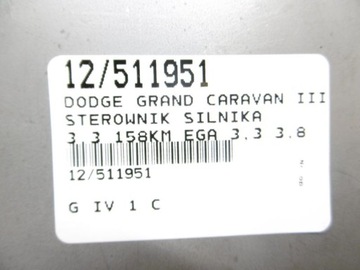 12/511951
DODGE GRAND CARAVAN III
STEROWNIK SILNIKA
3 3 158KM EGA 3.3 3.8
12/511951
G IV 1 C